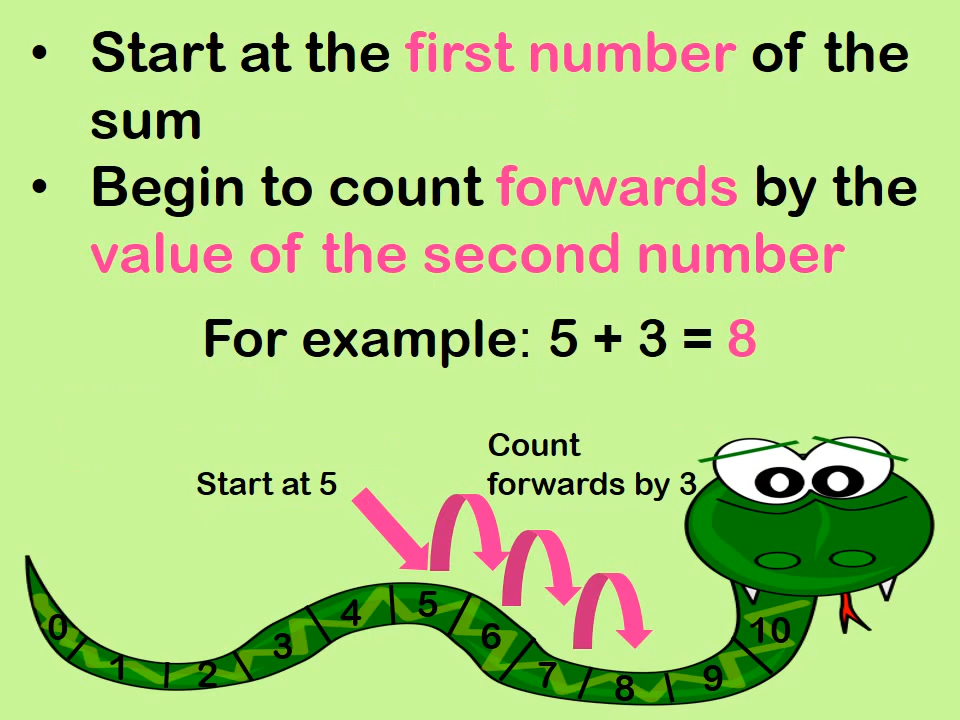 • Start at the first number of the
sum
• Begin to count forwards by the
value of the second number
For example: 5 + 3 = 8
Start at 5
Count
forwards by 3
0 1 2 3 4 5 6 7 8 9 10